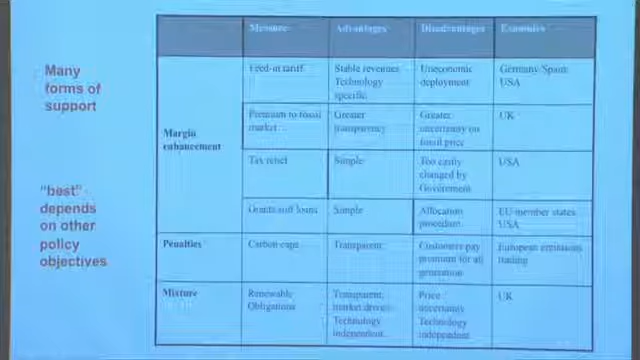 Many
forms of
support
"best"
depends
on other
policy
objectives
Measure Advantages Disadvantages Examples
Margin
enhancement
Feed-in tariff
Stable revenues
Technology
specific
Uneconomic
deployment
Germany/Spain
USA
Premium to fossil
market
Greater
transparency
Greater
uncertainty on
fossil price
UK
Tax relief
Simple
Too easily
changed by
Government
USA
Grants/soft loans
Simple
Allocation
procedure
EU-member states
USA
Penalties
Carbon caps
Transparent
Customers pay
premium for all
generation
European emissions
trading
Mixture
Renewable
Obligations
Transparent,
market driven
Technology
independent
Price
uncertainty
Technology
independent
UK